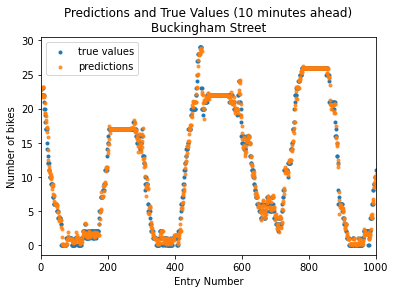 Predictions and True Values (10 minutes ahead)
Buckingham Street
true values
predictions
Number of bikes
30
25
20
15
10
5
0
0 200 400 600 800 1000
Entry Number